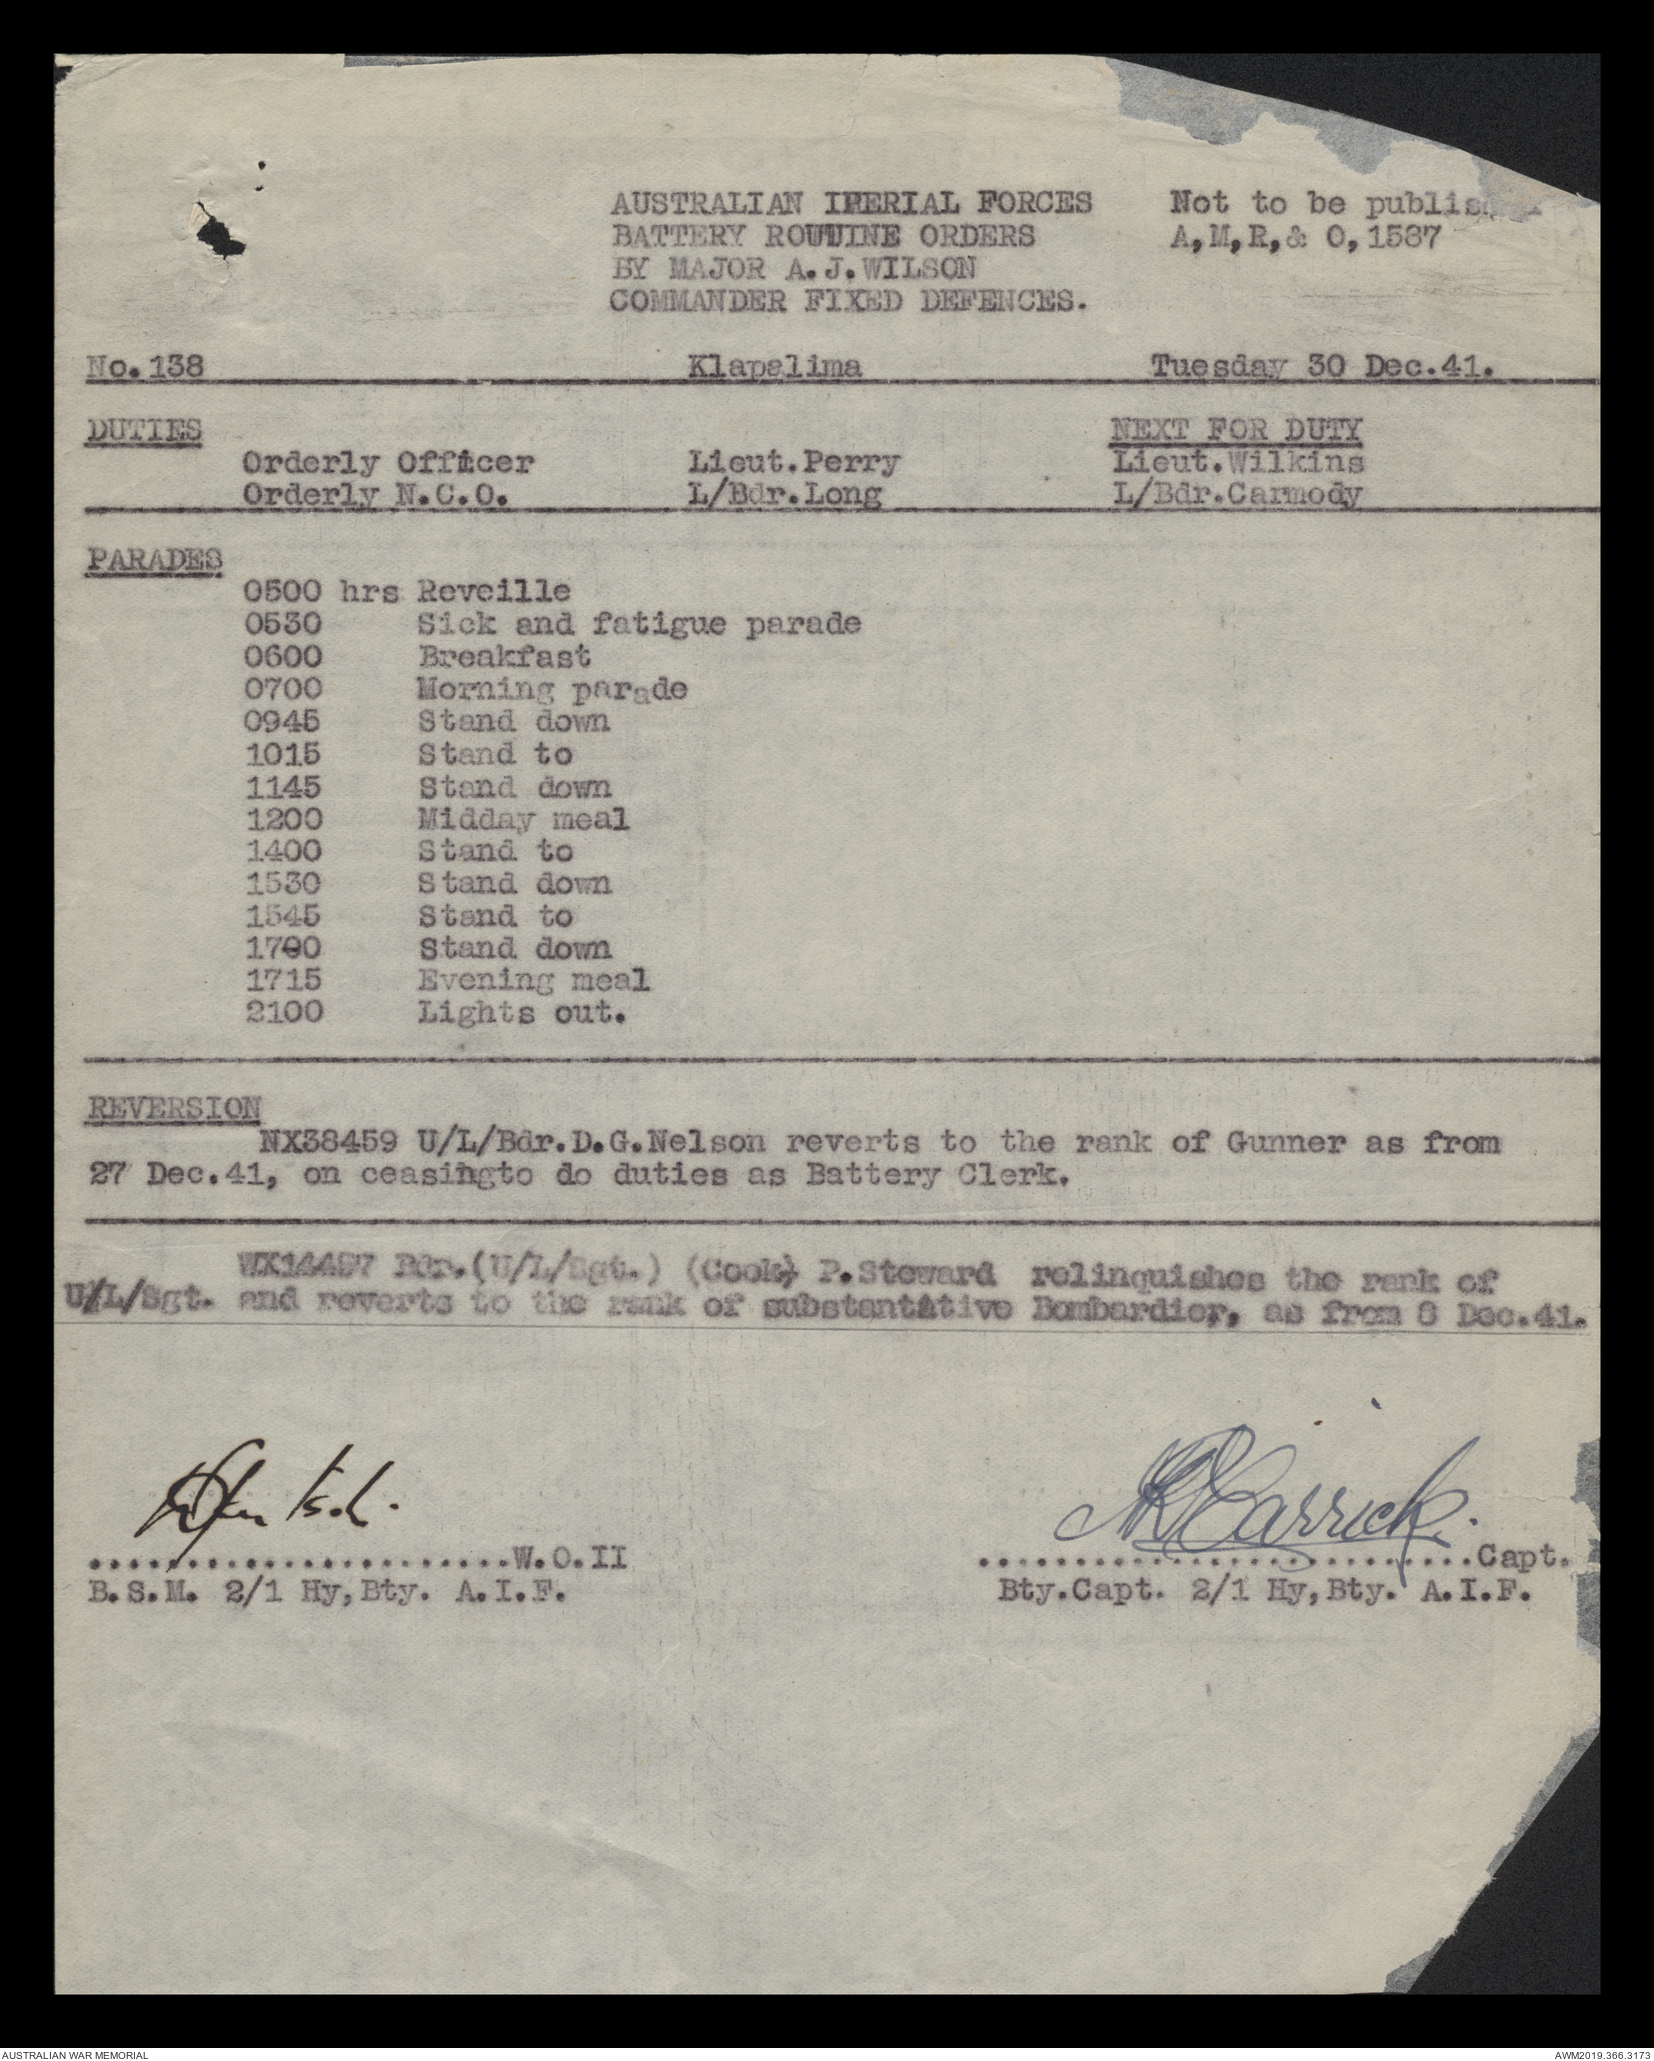 AUSTRALIAN IPERIAL FORCES Not to be publis
BATTERY ROUTUINE ORDERS A,M,R,& O,1587
BY MAJOR A.J.WILSON
COMMANDER FIXED DEFENCES.
No.138 Klapalima Tuesday 30 Dec.41.
DUTIES NEXT FOR DUTY
Orderly Officer Lieut.Perry Lieut.Wilkins
Orderly N.C.O. L/Bdr.Long L/Bdr.Carmody
PARADES
0500 hrs Reveille
0530 Sick and fatigue parade
0600 Breakfast
0700 Morning parade
0945 Stand down
1015 Stand to
1145 Stand down
1200 Midday meal
1400 Stand to
1530 Stand down
1545 Stand to
1700 Stand down
1715 Evening meal
2100 Lights out.
REVERSION
NX38459 U/L/Bdr.D.G.Nelson reverts to the rank of Gunner as from
27 Dec.41, on ceasingto do duties as Battery Clerk.
Bdr.(U/L/Sgt.) (Cook) P.Steward relinquishes the rank of
U/L/Sgt. and reverts to the rank of substantative Bombardier, as from Dec.41.
Carrick.
......................W.O.II ..........................Capt.
B.S.M. 2/1 Hy,Bty. A.I.F. Bty.Capt. 2/1 Hy,Bty. A.I.F.
AUSTRALIAN WAR MEMORIAL AWM2019.366.3173